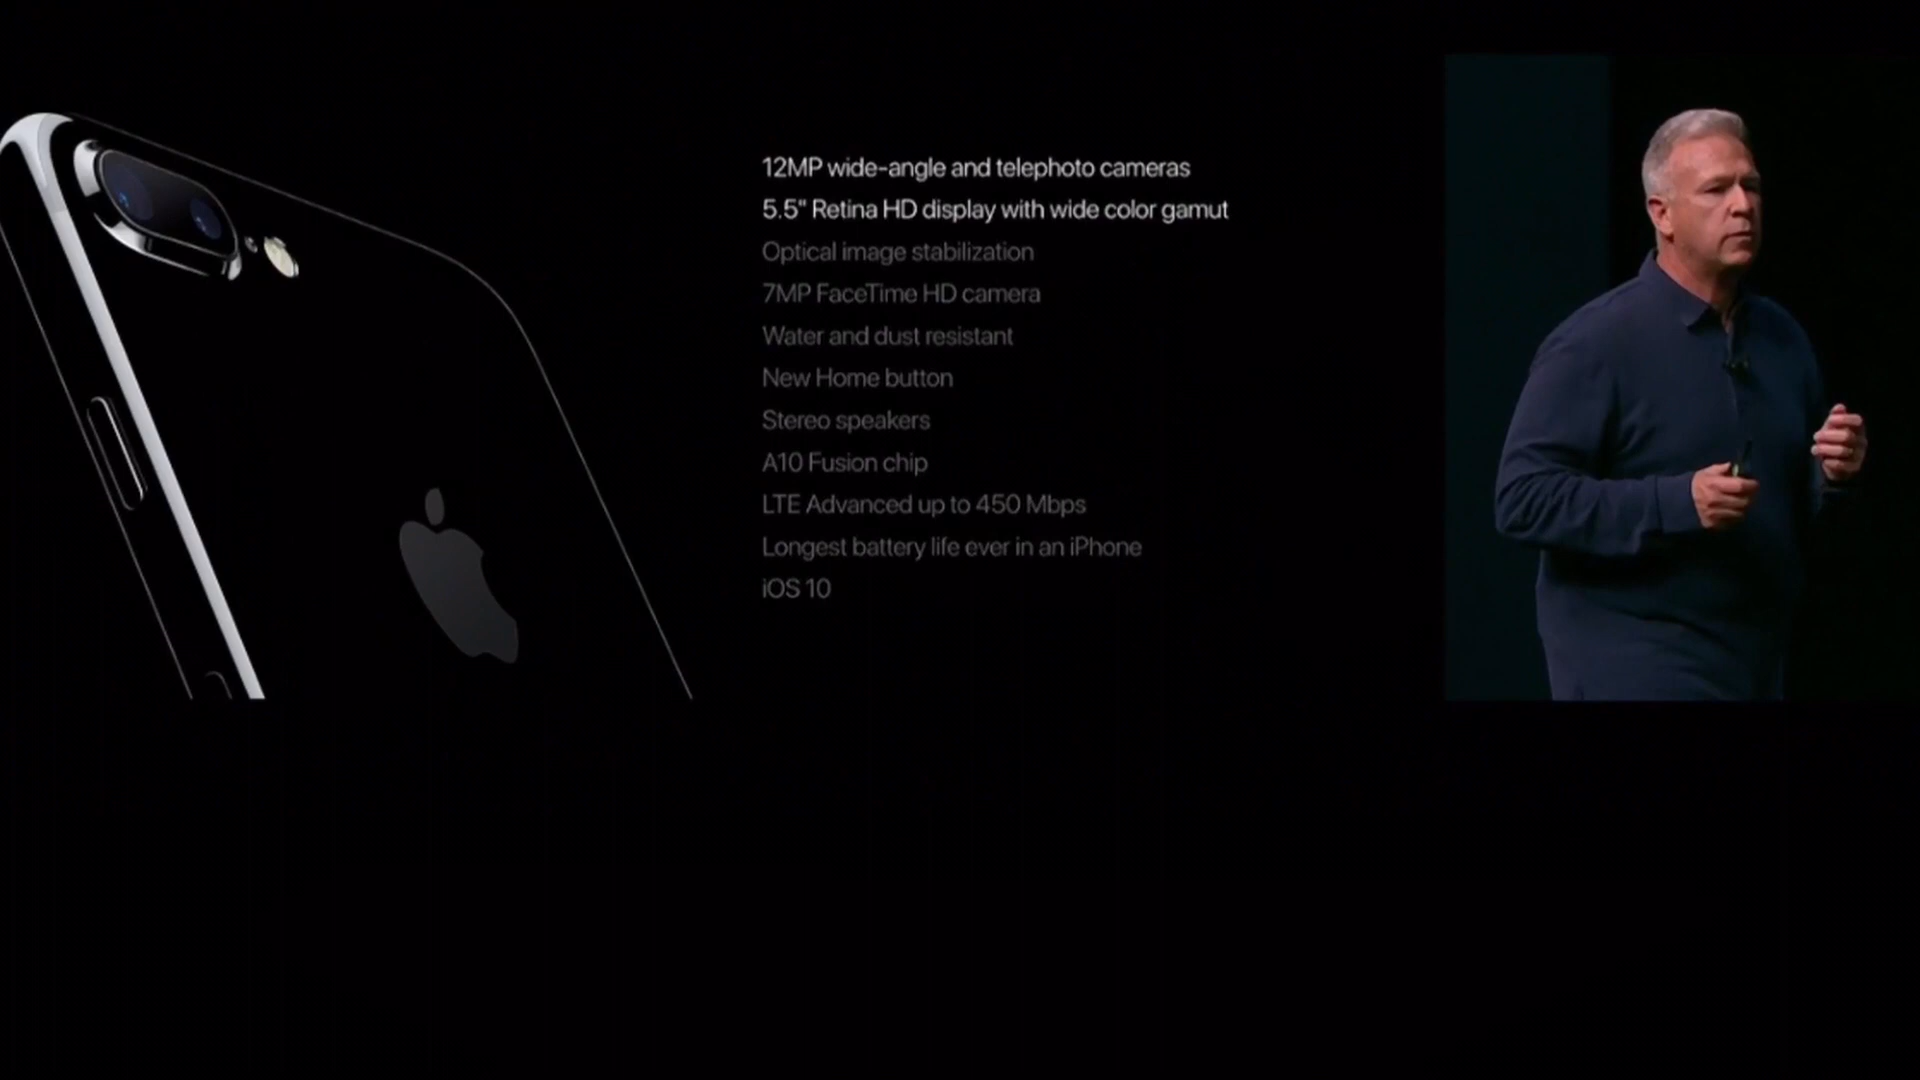 12MP wide-angle and telephoto cameras
5.5" Retina HD display with wide color gamut
Optical image stabilization
7MP FaceTime HD camera
Water and dust resistant
New Home button
Stereo speakers
A10 Fusion chip
LTE Advanced up to 450 Mbps
Longest battery life ever in an iPhone
iOS 10